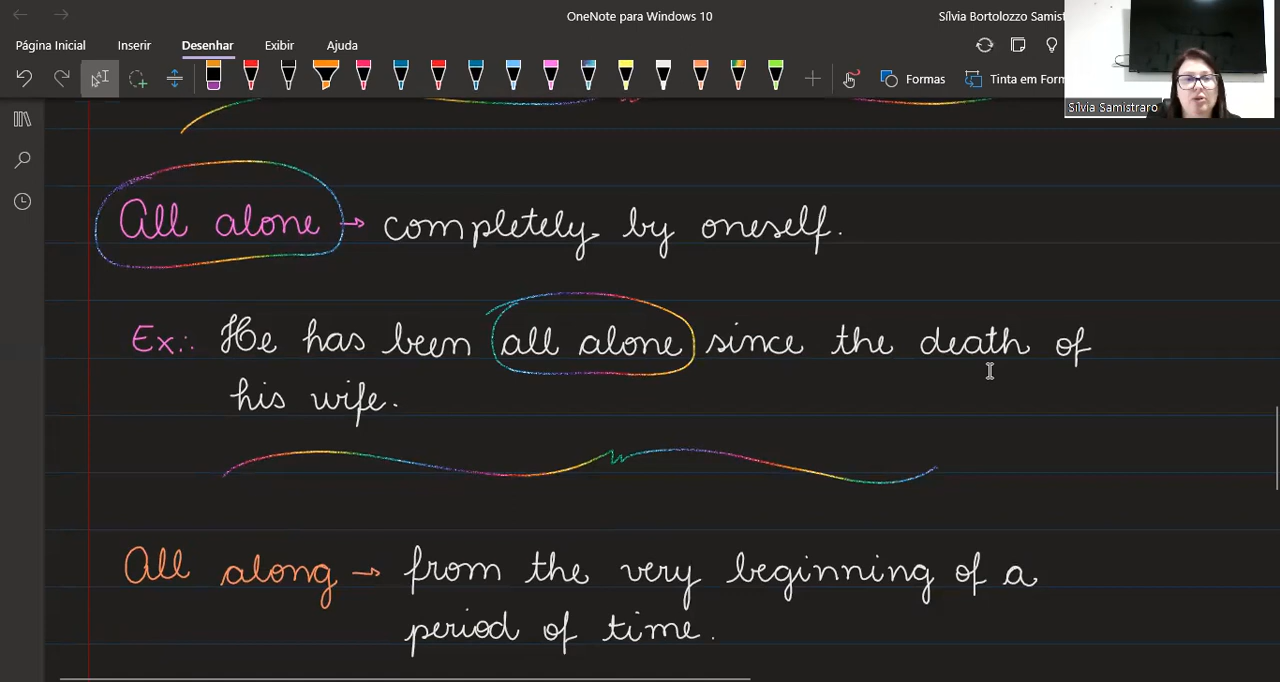 OneNote para Windows 10
Sílvia Bortolozzo Samist
Página Inicial Inserir Desenhar Exibir Ajuda
Formas Tinta em Form
Sílvia Samistraro
All alone → completely by oneself.
Ex.: He has been all alone since the death of
his wife.
All along → from the very beginning of a
period of time.